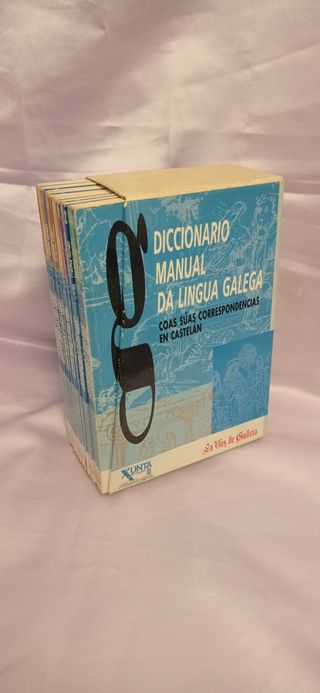 g
DICCIONARIO
MANUAL
DA LINGUA GALEGA
COAS SÚAS CORRESPONDENCIAS
EN CASTELÁN
XUNTA
La Voz de Galicia